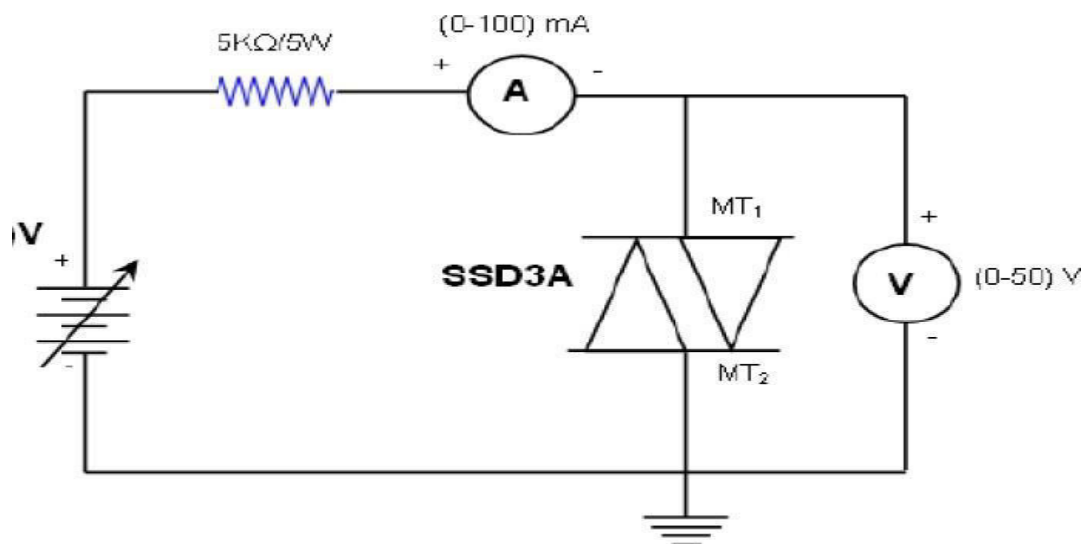 (0-100) mA
5KΩ/5W
+ -
A
MT₁
)V
+
+
SSD3A
V
(0-50) V
-
-
MT₂